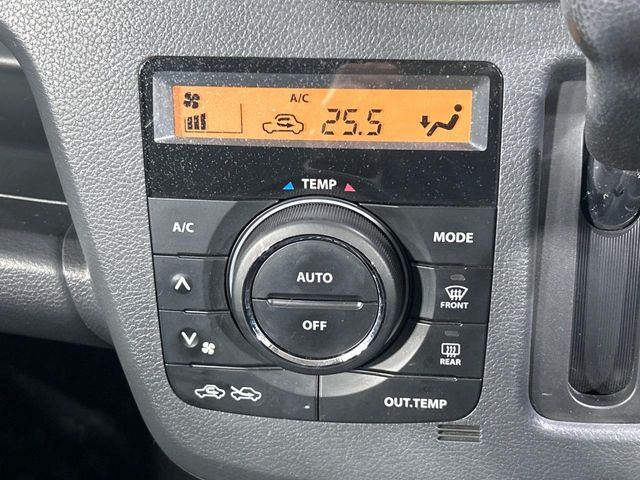 A/C
25.5
TEMP
A/C
MODE
AUTO
OFF
FRONT
REAR
OUT.TEMP